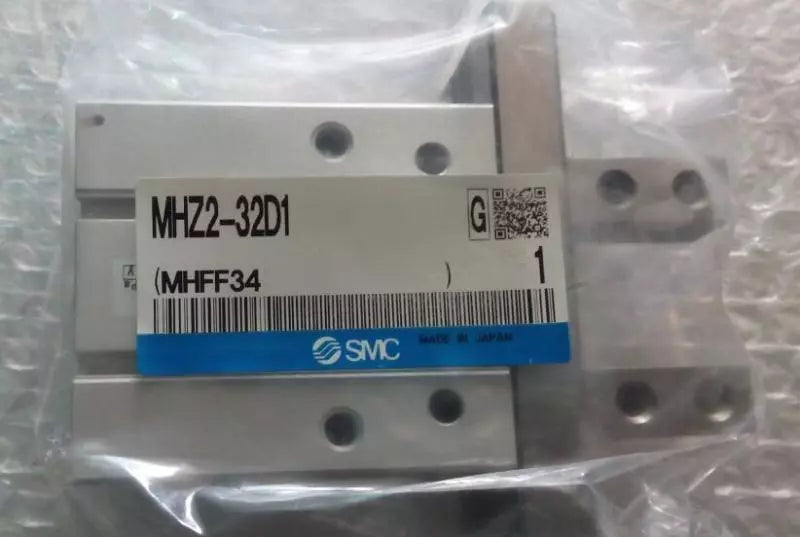 MHZ2-32D1
G
(MHFF34 )
1
SMC
MADE IN JAPAN